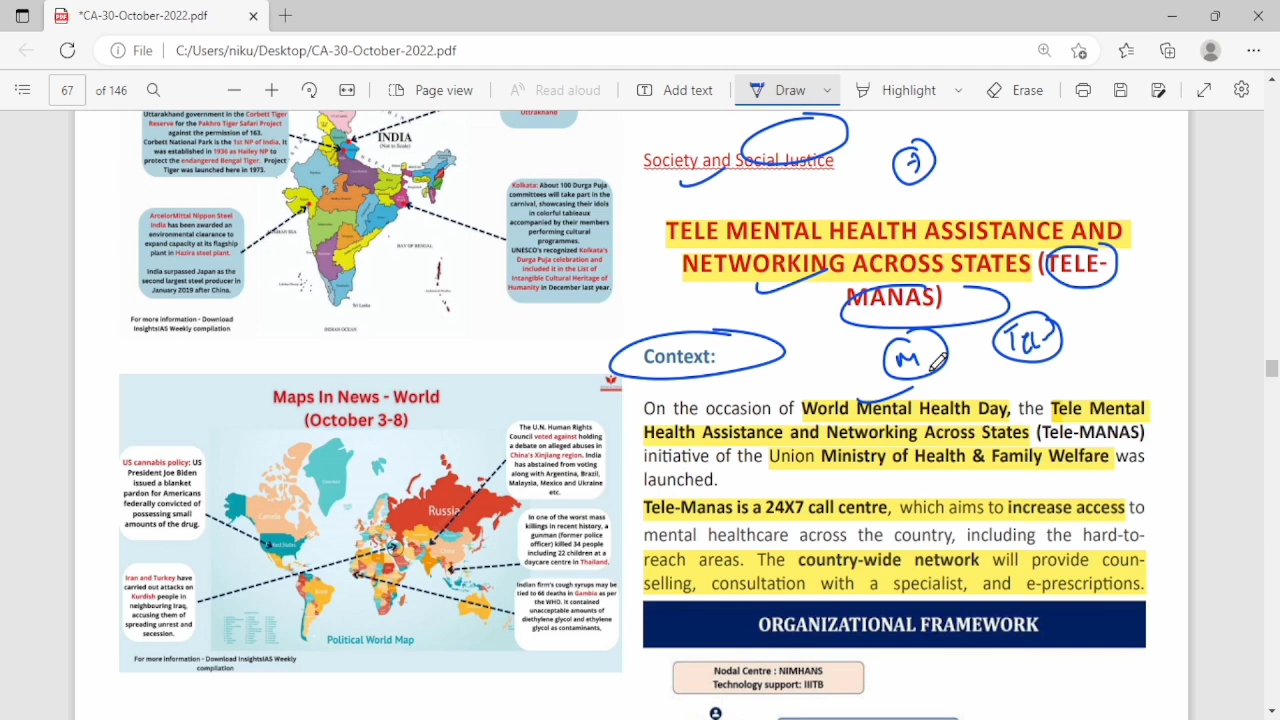 *CA-30-October-2022.pdf
File
C:/Users/niku/Desktop/CA-30-October-2022.pdf
67 of 146
Page view
Read aloud
Add text
Draw
Highlight
Erase
Uttarakhand government in the Corbett Tiger
Reserve for the Pakhro Tiger Safari Project
against the permission of 163.
Corbett National Park is the 1st NP of India. It
was established in 1936 as Hailey NP to
protect the endangered Bengal Tiger. Project
Tiger was launched here in 1973.
Uttarakhand
INDIA
(Not to Scale)
Kolkata: About 100 Durga Puja
committees will take part in the
carnival, showcasing their idols
in colorful tableaux
accompanied by their members
performing cultural
programmes.
UNESCO's recognized Kolkata's
Durga Puja celebration and
included it in the List of
Intangible Cultural Heritage of
Humanity in December last year.
ArcelorMittal Nippon Steel
India has been awarded an
environmental clearance to
expand capacity at its flagship
plant in Hazira steel plant.
India surpassed Japan as the
second largest steel producer in
January 2019 after China.
BAY OF BENGAL
Sri Lanka
INDIAN OCEAN
For more information - Download
InsightsIAS Weekly compilation
Maps In News - World
(October 3-8)
US cannabis policy: US
President Joe Biden
issued a blanket
pardon for Americans
federally convicted of
possessing small
amounts of the drug.
The U.N. Human Rights
Council voted against holding
a debate on alleged abuses in
China's Xinjiang region. India
has abstained from voting
along with Argentina, Brazil,
Malaysia, Mexico and Ukraine
etc.
Canada
Russia
United States
China
In one of the worst mass
killings in recent history, a
gunman (former police
officer) killed 34 people
including 22 children at a
daycare centre in Thailand.
Iran and Turkey have
carried out attacks on
Kurdish people in
neighbouring Iraq,
accusing them of
spreading unrest and
secession.
Indian firm's cough syrups may be
tied to 66 deaths in Gambia as per
the WHO. It contained
unacceptable amounts of
diethylene glycol and ethylene
glycol as contaminants,
Political World Map
For more information - Download InsightsIAS Weekly
compilation
Society and Social Justice
TELE MENTAL HEALTH ASSISTANCE AND
NETWORKING ACROSS STATES (TELE-
MANAS)
Tel
M
Context:
On the occasion of World Mental Health Day, the Tele Mental
Health Assistance and Networking Across States (Tele-MANAS)
initiative of the Union Ministry of Health & Family Welfare was
launched.
Tele-Manas is a 24X7 call centre, which aims to increase access to
mental healthcare across the country, including the hard-to-
reach areas. The country-wide network will provide coun-
selling, consultation with a specialist, and e-prescriptions.
ORGANIZATIONAL FRAMEWORK
Nodal Centre : NIMHANS
Technology support: IIITB